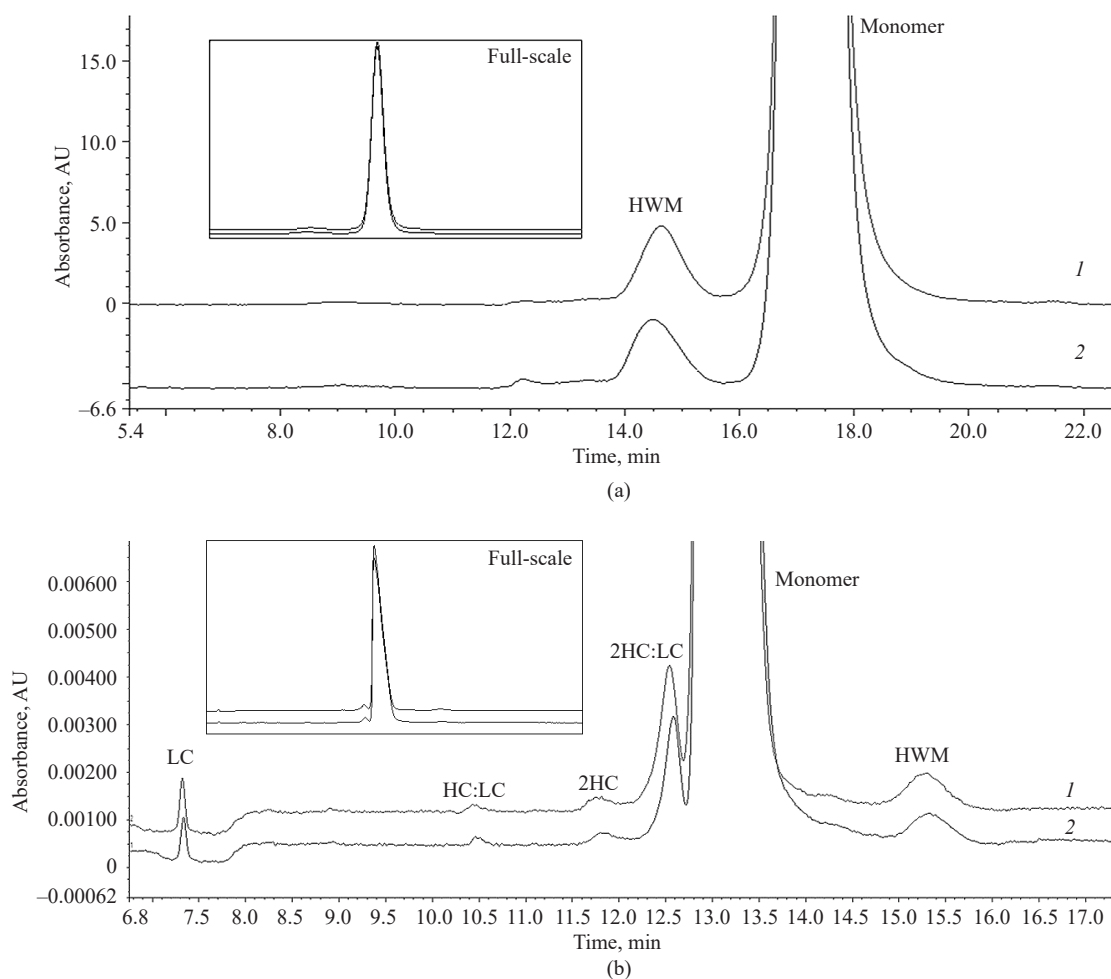 Monomer
Full-scale
15.0
10.0
HWM
5.0
0
–6.6
1
2
Absorbance, AU
5.4 8.0 10.0 12.0 14.0 16.0 18.0 20.0 22.0
Time, min
(a)
Full-scale
Monomer
0.00600
0.00500
2HC:LC
0.00400
0.00300
LC
HWM
0.00200
HC:LC
2HC
1
0.00100
2
0
–0.00062
Absorbance, AU
6.8 7.5 8.0 8.5 9.0 9.5 10.0 10.5 11.0 11.5 12.0 12.5 13.0 13.5 14.0 14.5 15.0 15.5 16.0 16.5 17.0
Time, min
(b)